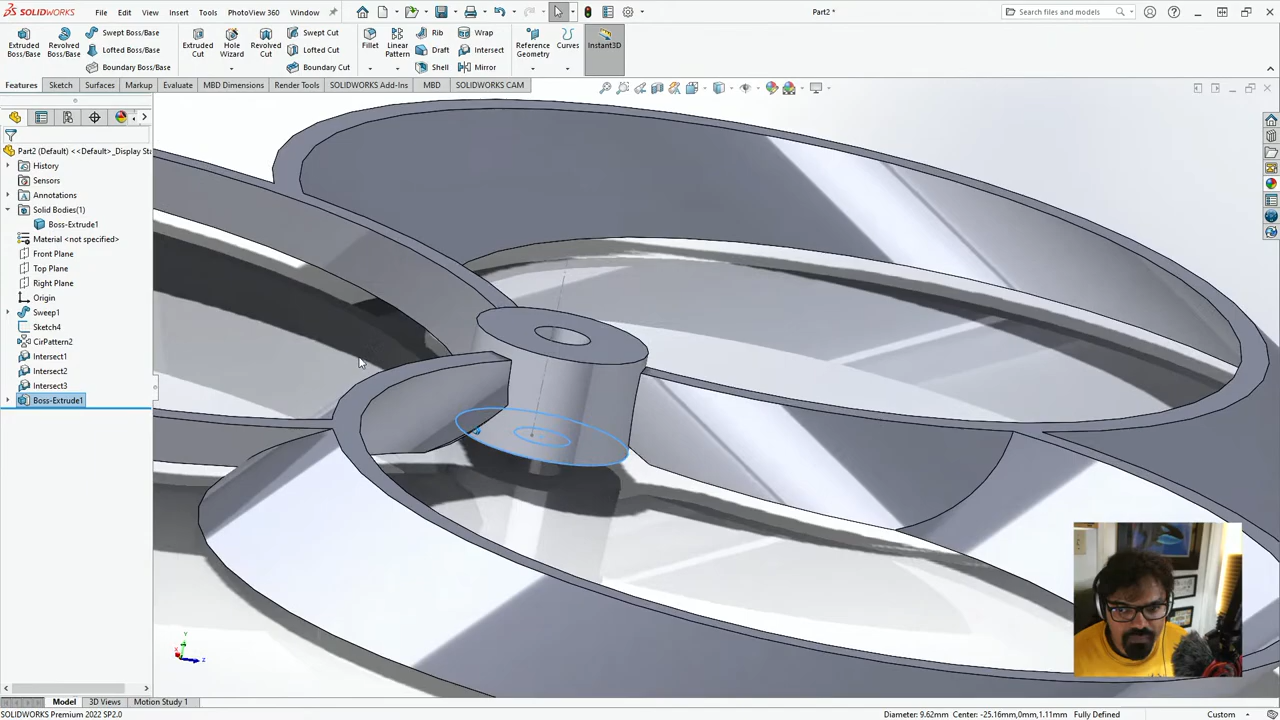 SOLIDWORKS File Edit View Insert Tools PhotoView 360 Window Part2 * Search files and models
Extruded Boss/Base Revolved Boss/Base Swept Boss/Base Lofted Boss/Base Boundary Boss/Base Extruded Cut Hole Wizard Revolved Cut Swept Cut Lofted Cut Boundary Cut Fillet Linear Pattern Rib Draft Shell Wrap Intersect Mirror Reference Geometry Curves Instant3D
Features Sketch Markup Surfaces Evaluate MBD Dimensions Render Tools SOLIDWORKS Add-Ins MBD SOLIDWORKS CAM
Part2 (Default) <<Default>_Display Sta
History
Sensors
Annotations
Solid Bodies(1)
Boss-Extrude1
Material <not specified>
Front Plane
Top Plane
Right Plane
Origin
Sweep1
Sketch4
CirPattern2
Intersect1
Intersect2
Intersect3
Boss-Extrude1
Y
X
Z
Model 3D Views Motion Study 1
SOLIDWORKS Premium 2022 SP2.0 Diameter: 9.62mm Center: -25.16mm,0mm,1.11mm Fully Defined Custom